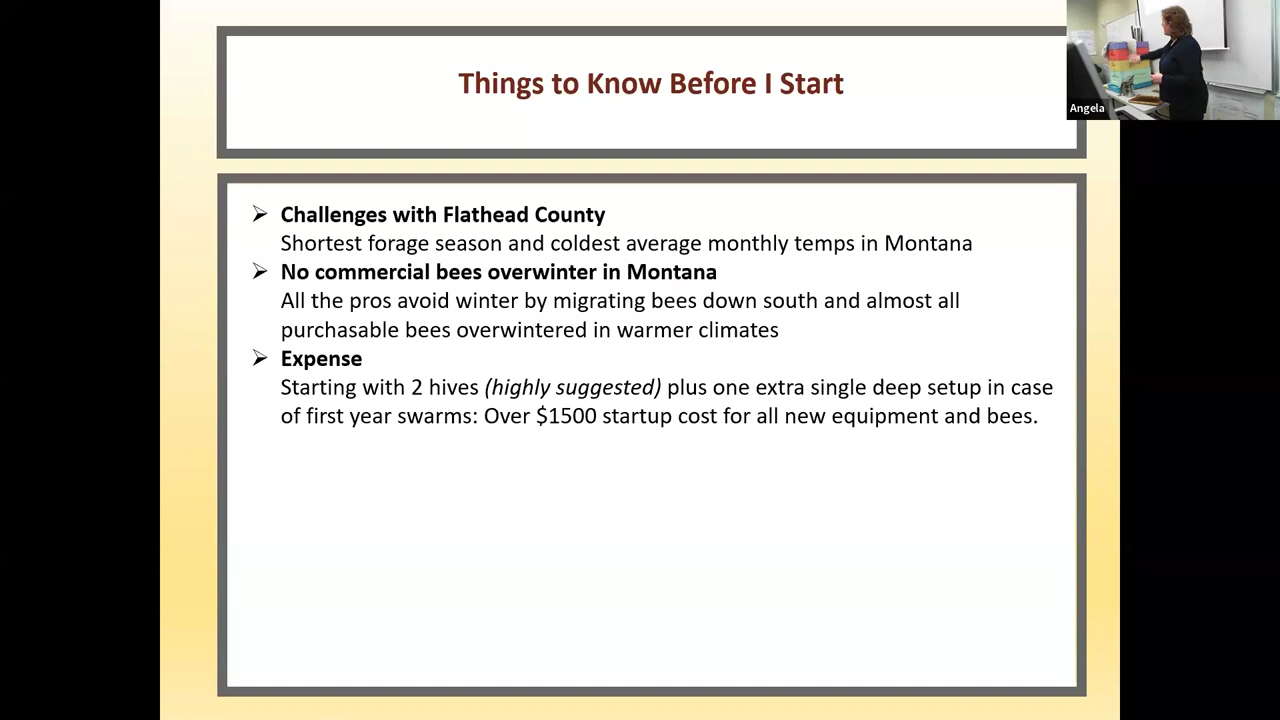 Things to Know Before I Start
Angela
➢ Challenges with Flathead County
Shortest forage season and coldest average monthly temps in Montana
➢ No commercial bees overwinter in Montana
All the pros avoid winter by migrating bees down south and almost all
purchasable bees overwintered in warmer climates
➢ Expense
Starting with 2 hives (highly suggested) plus one extra single deep setup in case
of first year swarms: Over $1500 startup cost for all new equipment and bees.